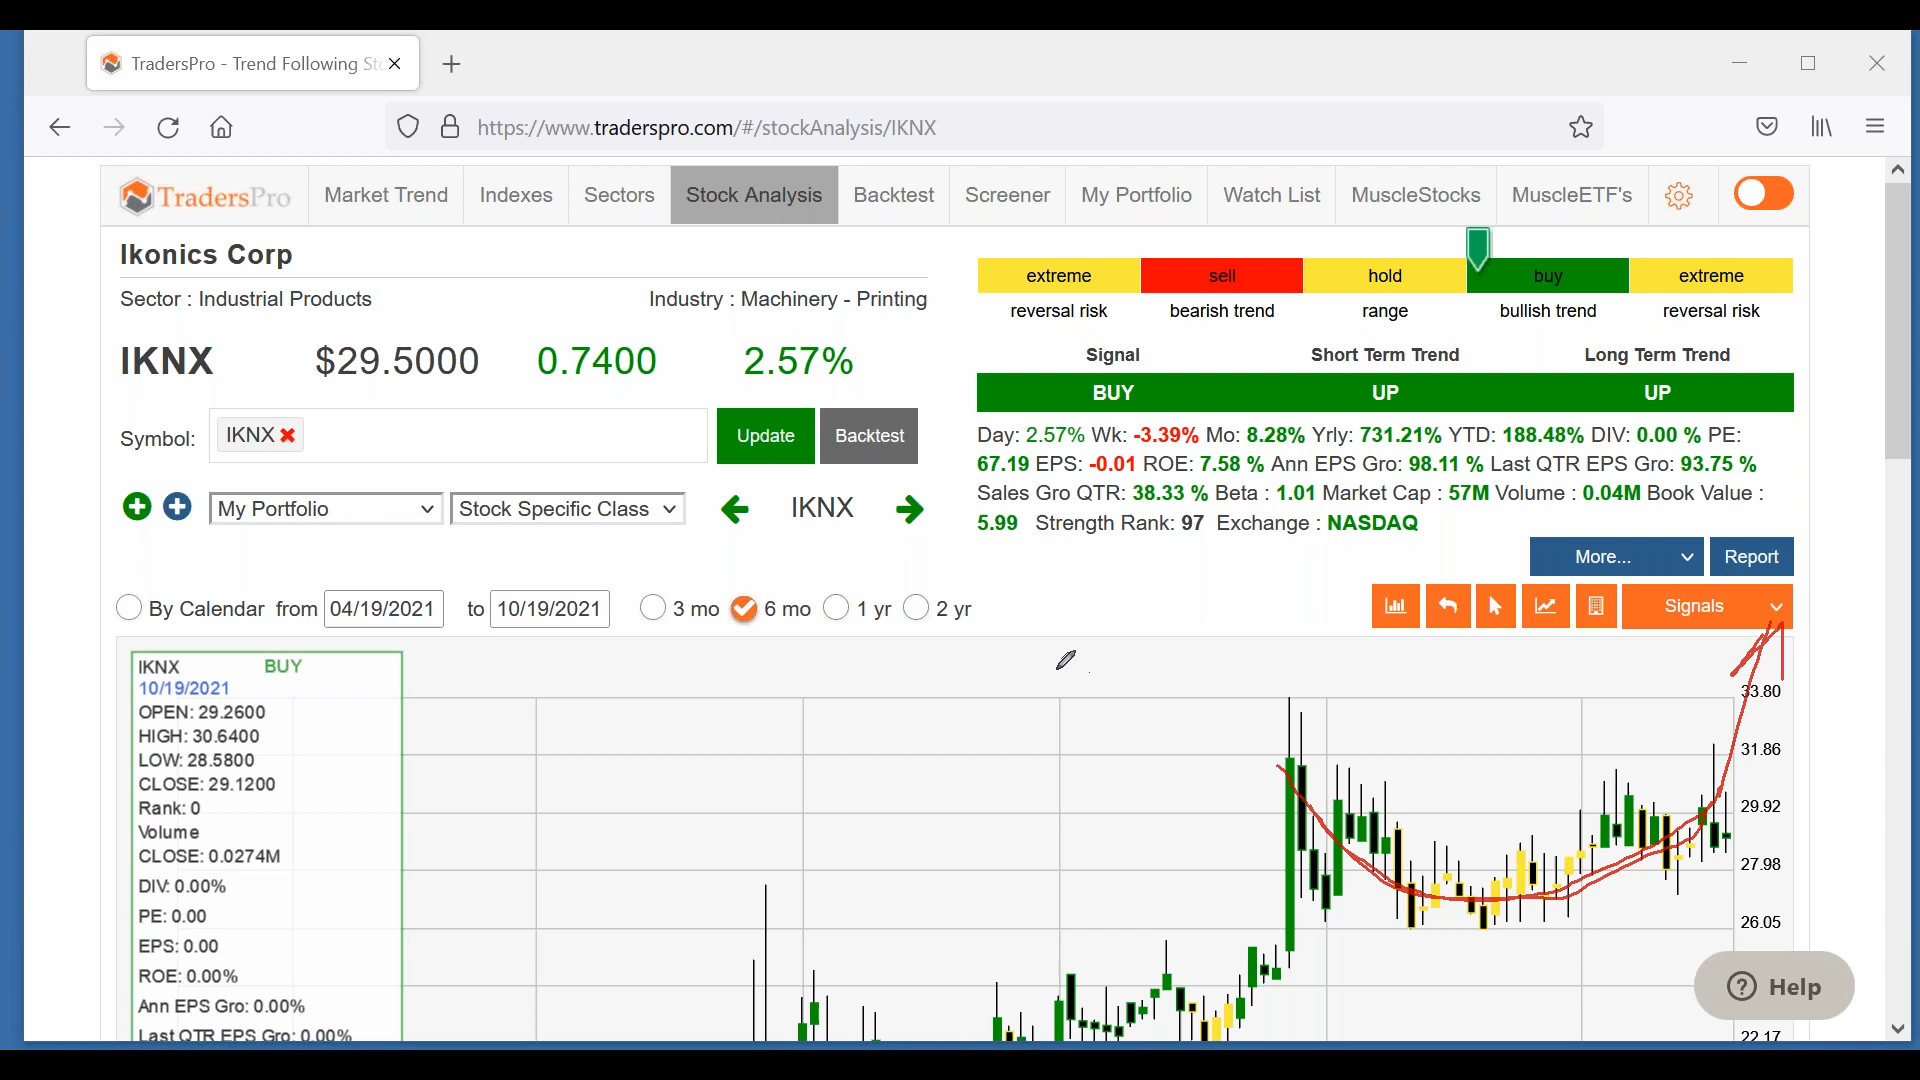 TradersPro - Trend Following Sto
https://www.traderspro.com/#/stockAnalysis/IKNX
TradersPro Market Trend Indexes Sectors Stock Analysis Backtest Screener My Portfolio Watch List MuscleStocks MuscleETF's
Ikonics Corp
Sector : Industrial Products Industry : Machinery - Printing
IKNX $29.5000 0.7400 2.57%
Symbol: IKNX Update Backtest
My Portfolio Stock Specific Class IKNX
extreme sell hold buy extreme
reversal risk bearish trend range bullish trend reversal risk
Signal Short Term Trend Long Term Trend
BUY UP UP
Day: 2.57% Wk: -3.39% Mo: 8.28% Yrly: 731.21% YTD: 188.48% DIV: 0.00 % PE:
67.19 EPS: -0.01 ROE: 7.58 % Ann EPS Gro: 98.11 % Last QTR EPS Gro: 93.75 %
Sales Gro QTR: 38.33 % Beta : 1.01 Market Cap : 57M Volume : 0.04M Book Value :
5.99 Strength Rank: 97 Exchange : NASDAQ
More... Report
By Calendar from 04/19/2021 to 10/19/2021 3 mo 6 mo 1 yr 2 yr
Signals
IKNX BUY
10/19/2021
OPEN: 29.2600
HIGH: 30.6400
LOW: 28.5800
CLOSE: 29.1200
Rank: 0
Volume
CLOSE: 0.0274M
DIV: 0.00%
PE: 0.00
EPS: 0.00
ROE: 0.00%
Ann EPS Gro: 0.00%
Last QTR EPS Gro: 0.00%
33.80
31.86
29.92
27.98
26.05
22.17
Help